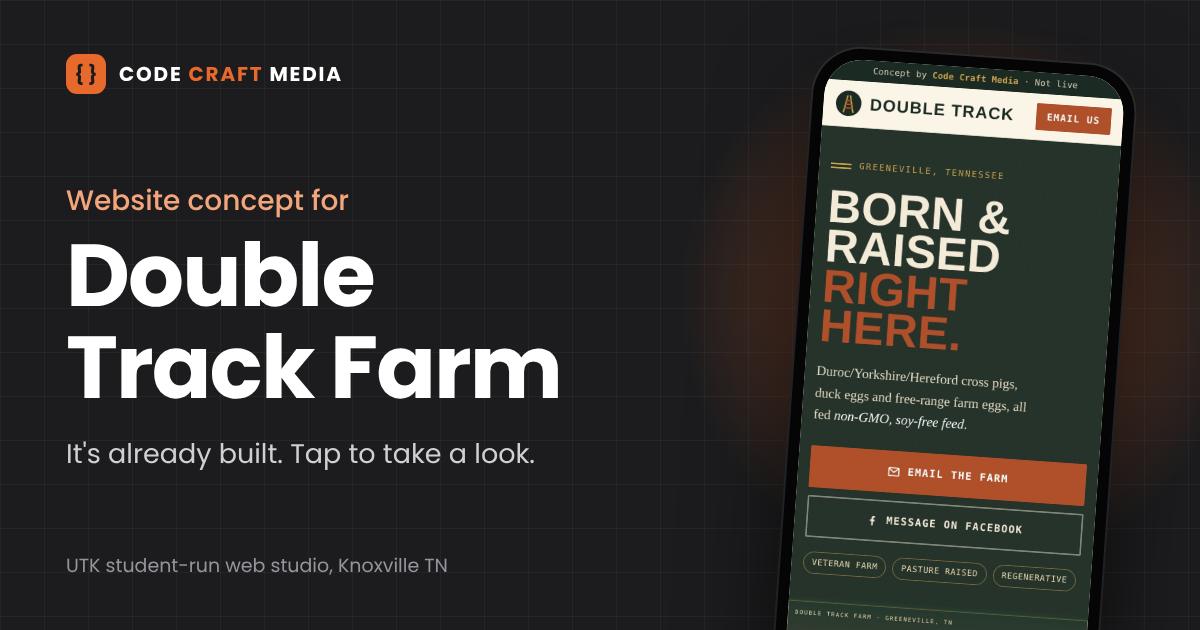 { } CODE CRAFT MEDIA
Website concept for
Double
Track Farm
It's already built. Tap to take a look.
UTK student-run web studio, Knoxville TN
Concept by Code Craft Media · Not live
DOUBLE TRACK
EMAIL US
GREENEVILLE, TENNESSEE
BORN &
RAISED
RIGHT
HERE.
Duroc/Yorkshire/Hereford cross pigs,
duck eggs and free-range farm eggs, all
fed non-GMO, soy-free feed.
EMAIL THE FARM
MESSAGE ON FACEBOOK
VETERAN FARM
PASTURE RAISED
REGENERATIVE
DOUBLE TRACK FARM · GREENEVILLE, TN